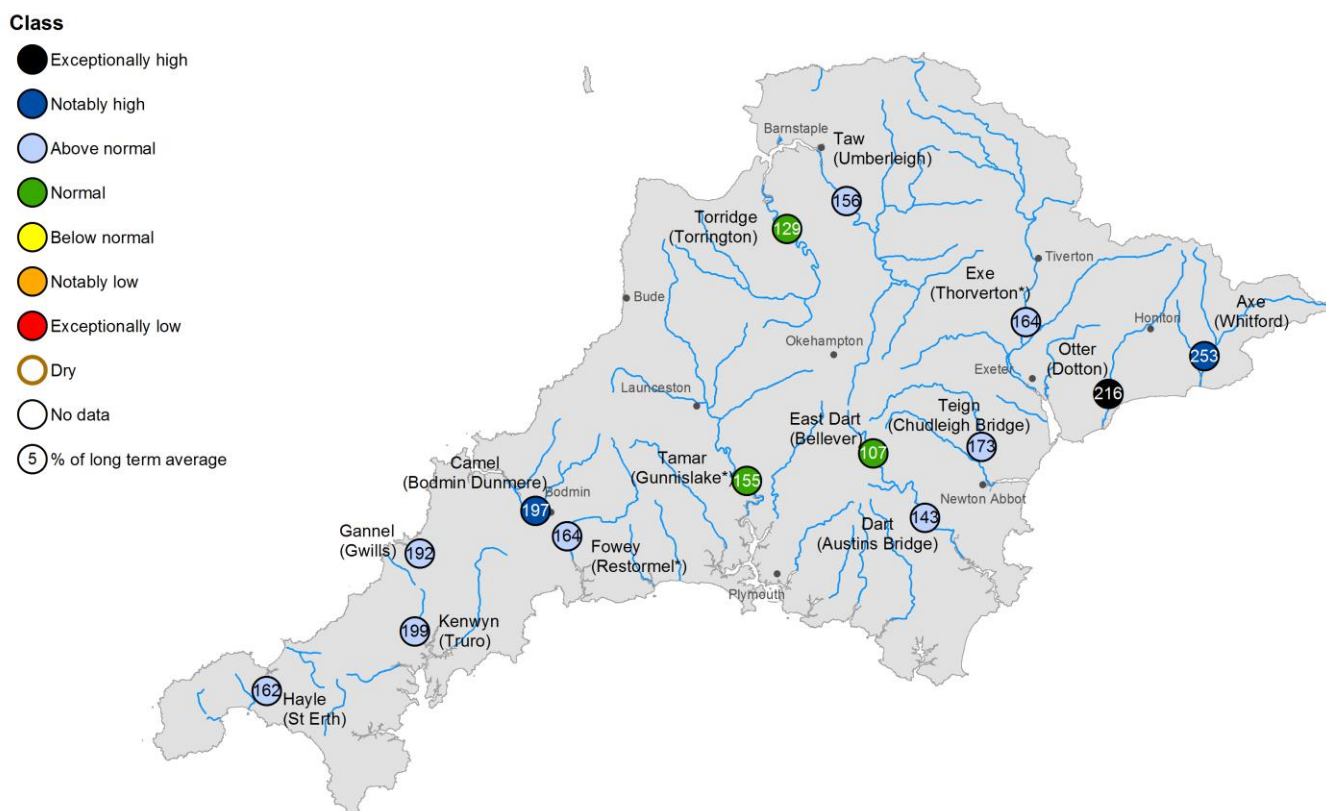 Class
Exceptionally high
Notably high
Above normal
Normal
Below normal
Notably low
Exceptionally low
Dry
No data
5 % of long term average
Barnstaple
Taw
(Umberleigh)
156
Torridge
(Torrington)
129
Tiverton
Exe
(Thorverton*)
164
Bude
Axe
(Whitford)
253
Honiton
Okehampton
Otter
(Dotton)
216
Exeter
Launceston
East Dart
(Bellever)
107
Teign
(Chudleigh Bridge)
173
Newton Abbot
Camel
(Bodmin Dunmere)
197
Bodmin
Tamar
(Gunnislake*)
155
Dart
(Austins Bridge)
143
Gannel
(Gwills)
192
164
Fowey
(Restormel*)
Plymouth
199
Kenwyn
(Truro)
162
Hayle
(St Erth)